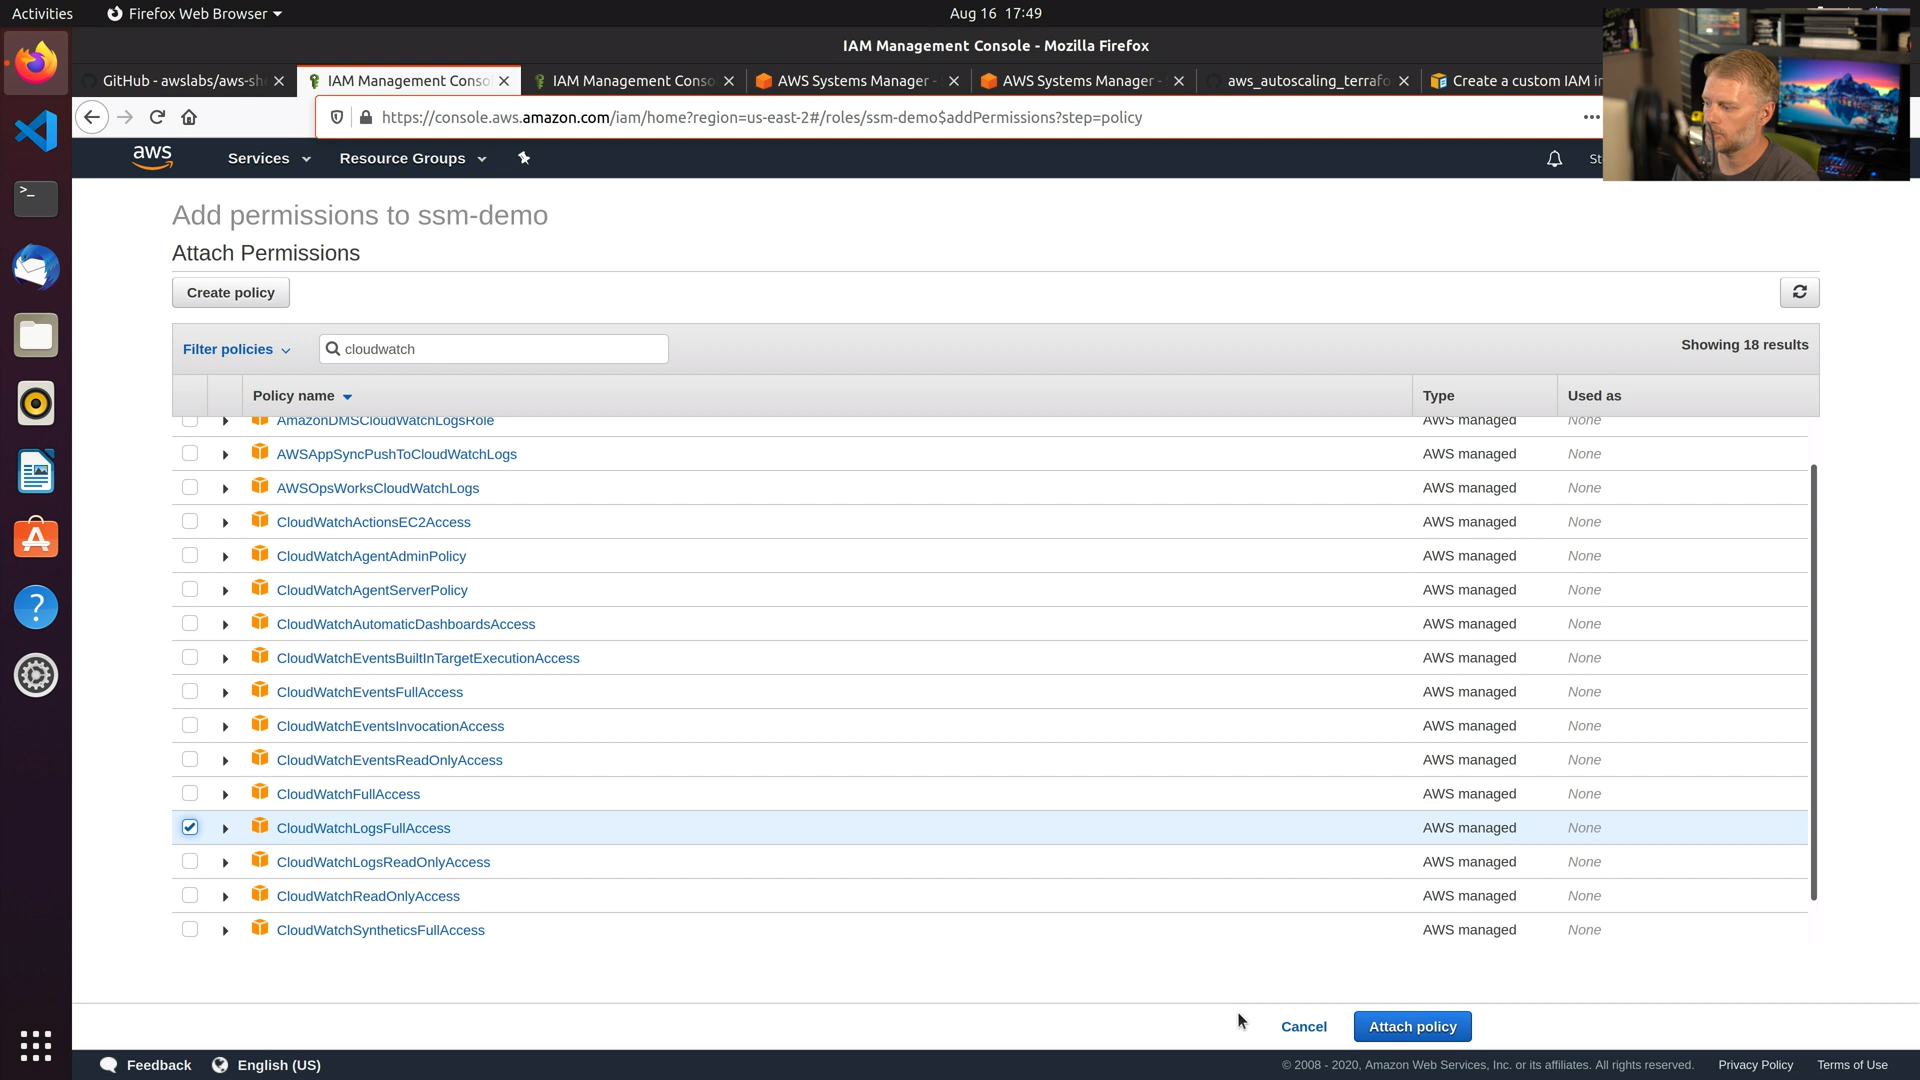 Activities
Firefox Web Browser
Aug 16 17:49
IAM Management Console - Mozilla Firefox
GitHub - awslabs/aws-sh
IAM Management Conso
IAM Management Conso
AWS Systems Manager -
AWS Systems Manager -
aws_autoscaling_terrafo
Create a custom IAM in
https://console.aws.amazon.com/iam/home?region=us-east-2#/roles/ssm-demo$addPermissions?step=policy
aws
Services
Resource Groups
St
Add permissions to ssm-demo
Attach Permissions
Create policy
Filter policies
cloudwatch
Showing 18 results
Policy name
Type
Used as
AmazonDMSCloudWatchLogsRole AWS managed None
AWSAppSyncPushToCloudWatchLogs AWS managed None
AWSOpsWorksCloudWatchLogs AWS managed None
CloudWatchActionsEC2Access AWS managed None
CloudWatchAgentAdminPolicy AWS managed None
CloudWatchAgentServerPolicy AWS managed None
CloudWatchAutomaticDashboardsAccess AWS managed None
CloudWatchEventsBuiltInTargetExecutionAccess AWS managed None
CloudWatchEventsFullAccess AWS managed None
CloudWatchEventsInvocationAccess AWS managed None
CloudWatchEventsReadOnlyAccess AWS managed None
CloudWatchFullAccess AWS managed None
CloudWatchLogsFullAccess AWS managed None
CloudWatchLogsReadOnlyAccess AWS managed None
CloudWatchReadOnlyAccess AWS managed None
CloudWatchSyntheticsFullAccess AWS managed None
Cancel
Attach policy
Feedback
English (US)
© 2008 - 2020, Amazon Web Services, Inc. or its affiliates. All rights reserved.
Privacy Policy
Terms of Use